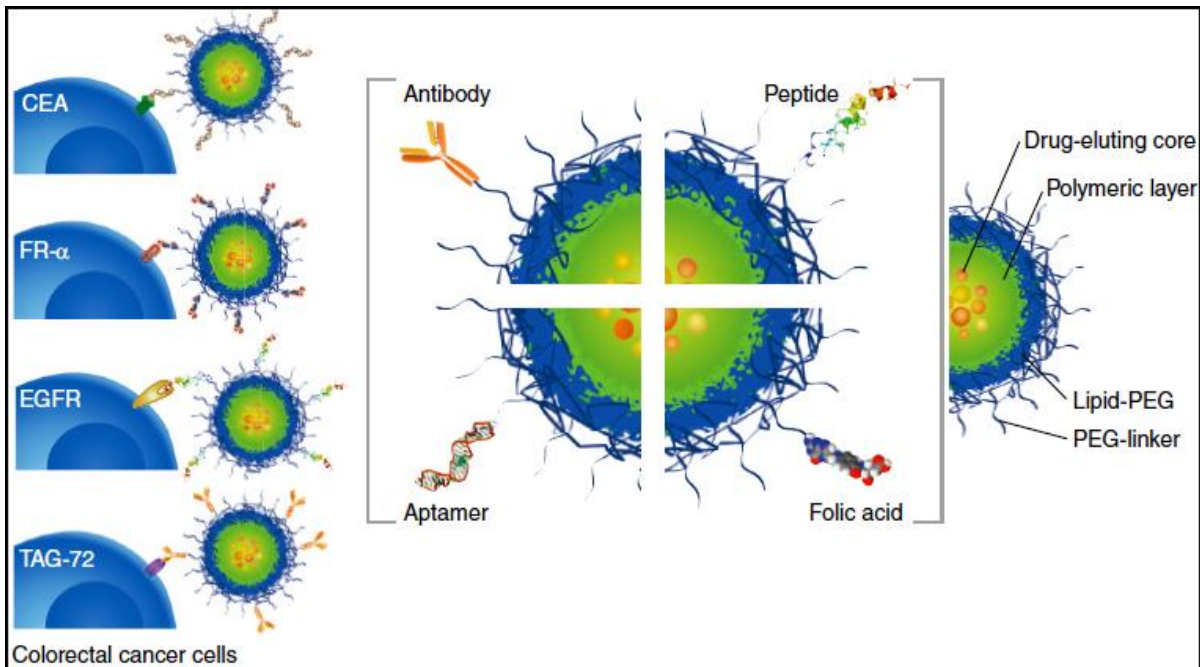 CEA
FR-α
EGFR
TAG-72
Colorectal cancer cells
Antibody
Peptide
Aptamer
Folic acid
Drug-eluting core
Polymeric layer
Lipid-PEG
PEG-linker